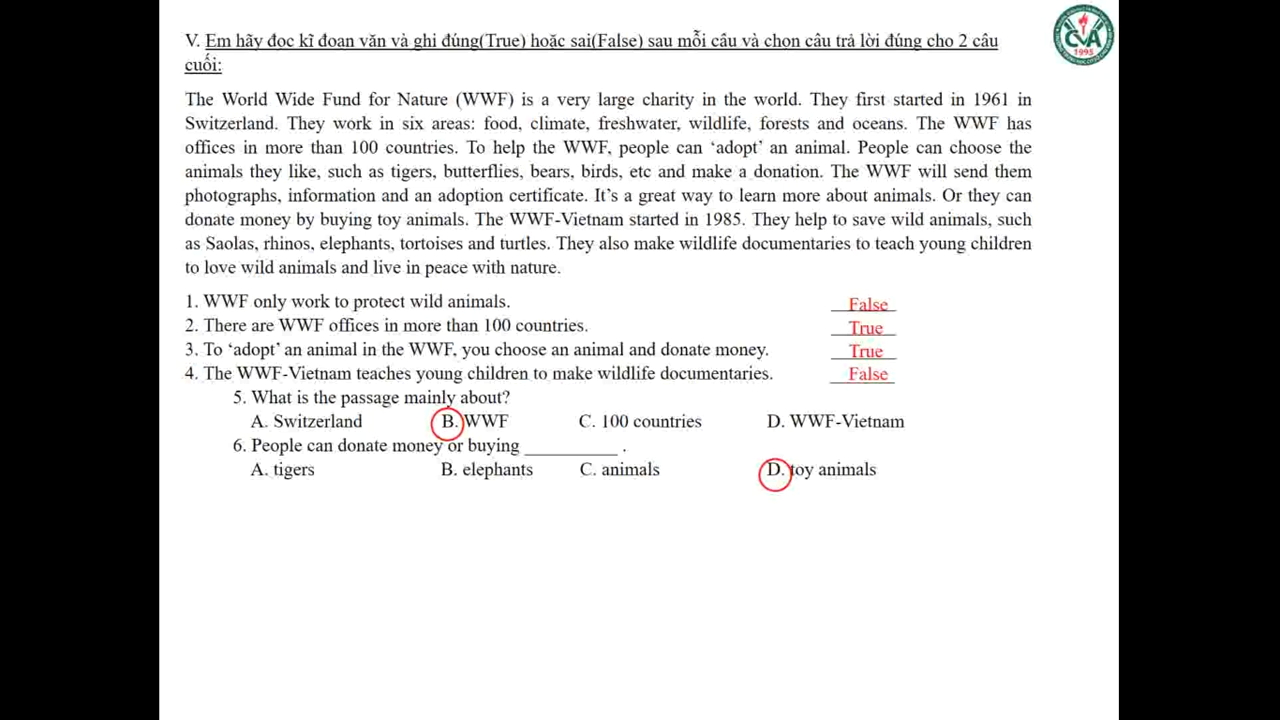 V. Em hãy đọc kĩ đoạn văn và ghi đúng(True) hoặc sai(False) sau mỗi câu và chọn câu trả lời đúng cho 2 câu
cuối:
The World Wide Fund for Nature (WWF) is a very large charity in the world. They first started in 1961 in
Switzerland. They work in six areas: food, climate, freshwater, wildlife, forests and oceans. The WWF has
offices in more than 100 countries. To help the WWF, people can ‘adopt’ an animal. People can choose the
animals they like, such as tigers, butterflies, bears, birds, etc and make a donation. The WWF will send them
photographs, information and an adoption certificate. It’s a great way to learn more about animals. Or they can
donate money by buying toy animals. The WWF-Vietnam started in 1985. They help to save wild animals, such
as Saolas, rhinos, elephants, tortoises and turtles. They also make wildlife documentaries to teach young children
to love wild animals and live in peace with nature.
1. WWF only work to protect wild animals. False
2. There are WWF offices in more than 100 countries. True
3. To ‘adopt’ an animal in the WWF, you choose an animal and donate money. True
4. The WWF-Vietnam teaches young children to make wildlife documentaries. False
5. What is the passage mainly about?
A. Switzerland B. WWF C. 100 countries D. WWF-Vietnam
6. People can donate money or buying __________ .
A. tigers B. elephants C. animals D. toy animals
CVA
1995